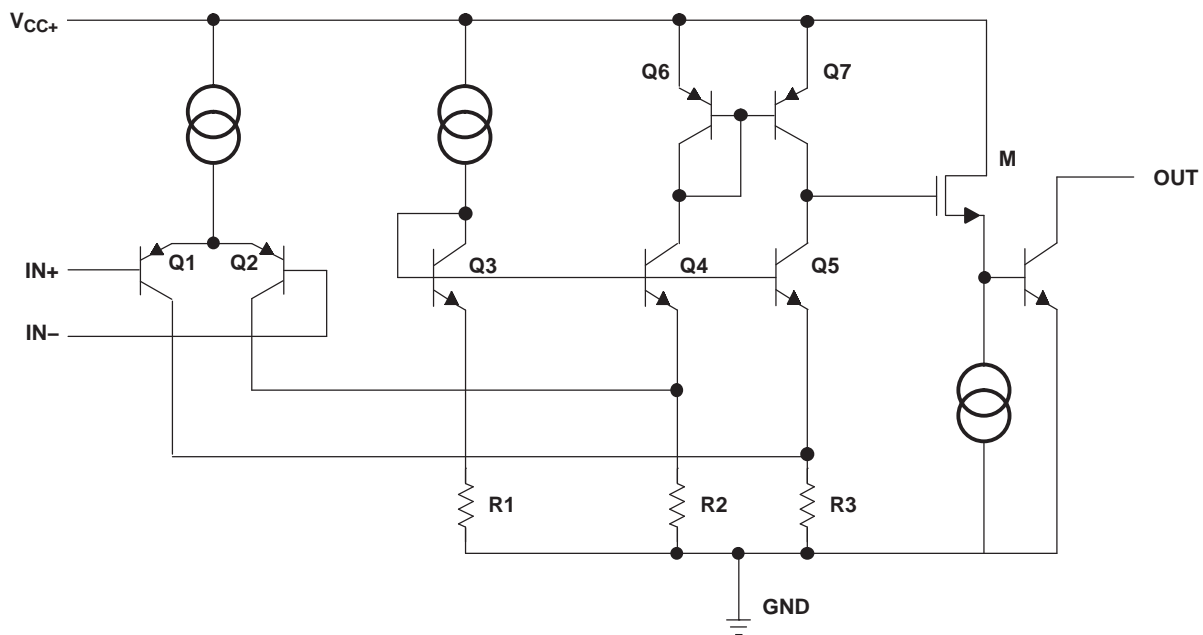 VCC+
Q6 Q7
M
OUT
IN+ Q1 Q2 Q3 Q4 Q5
IN–
R1 R2 R3
GND